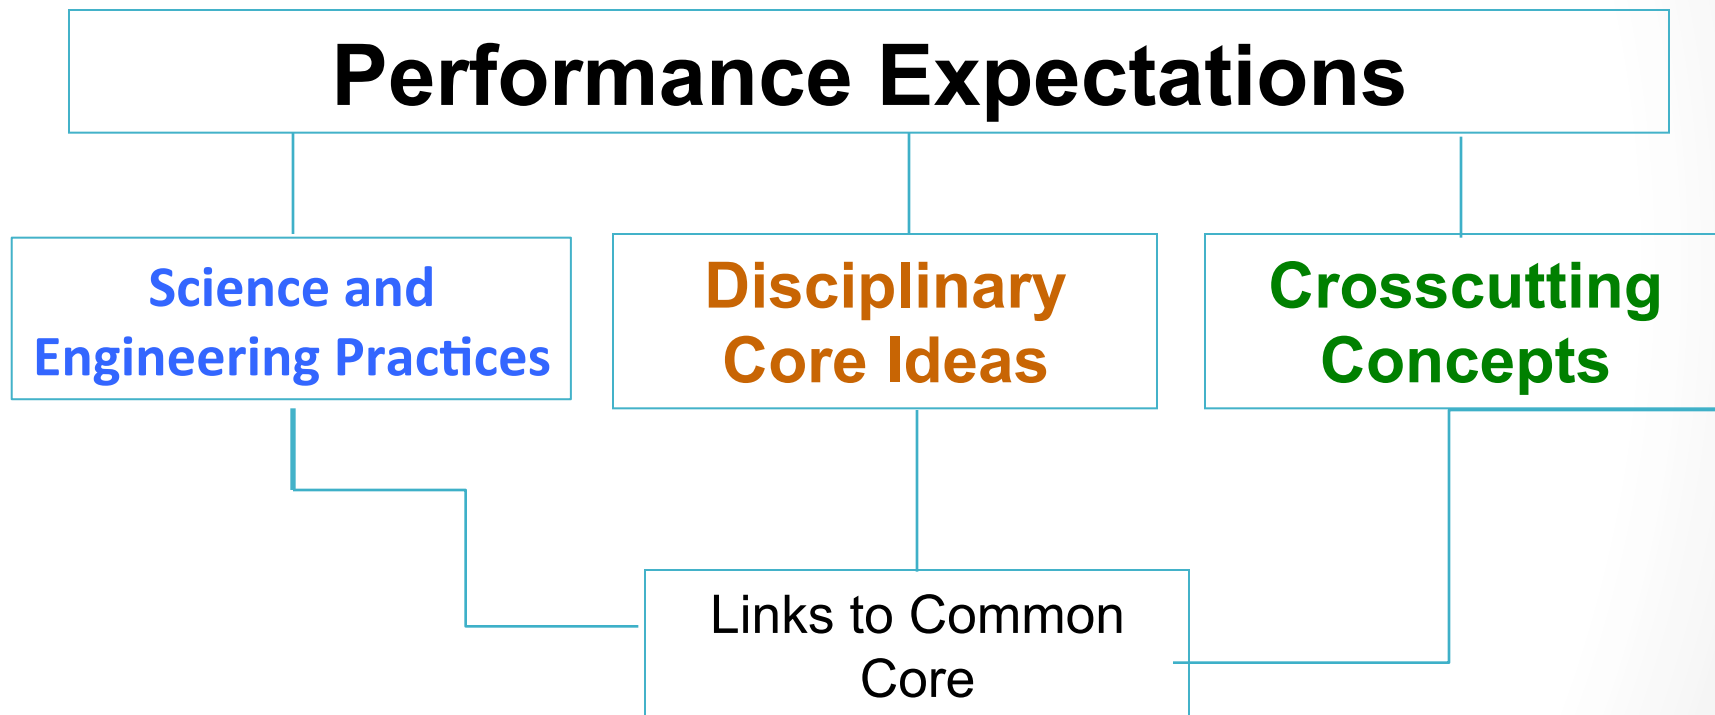 Performance Expectations
Science and
Engineering Practices
Disciplinary
Core Ideas
Crosscutting
Concepts
Links to Common
Core